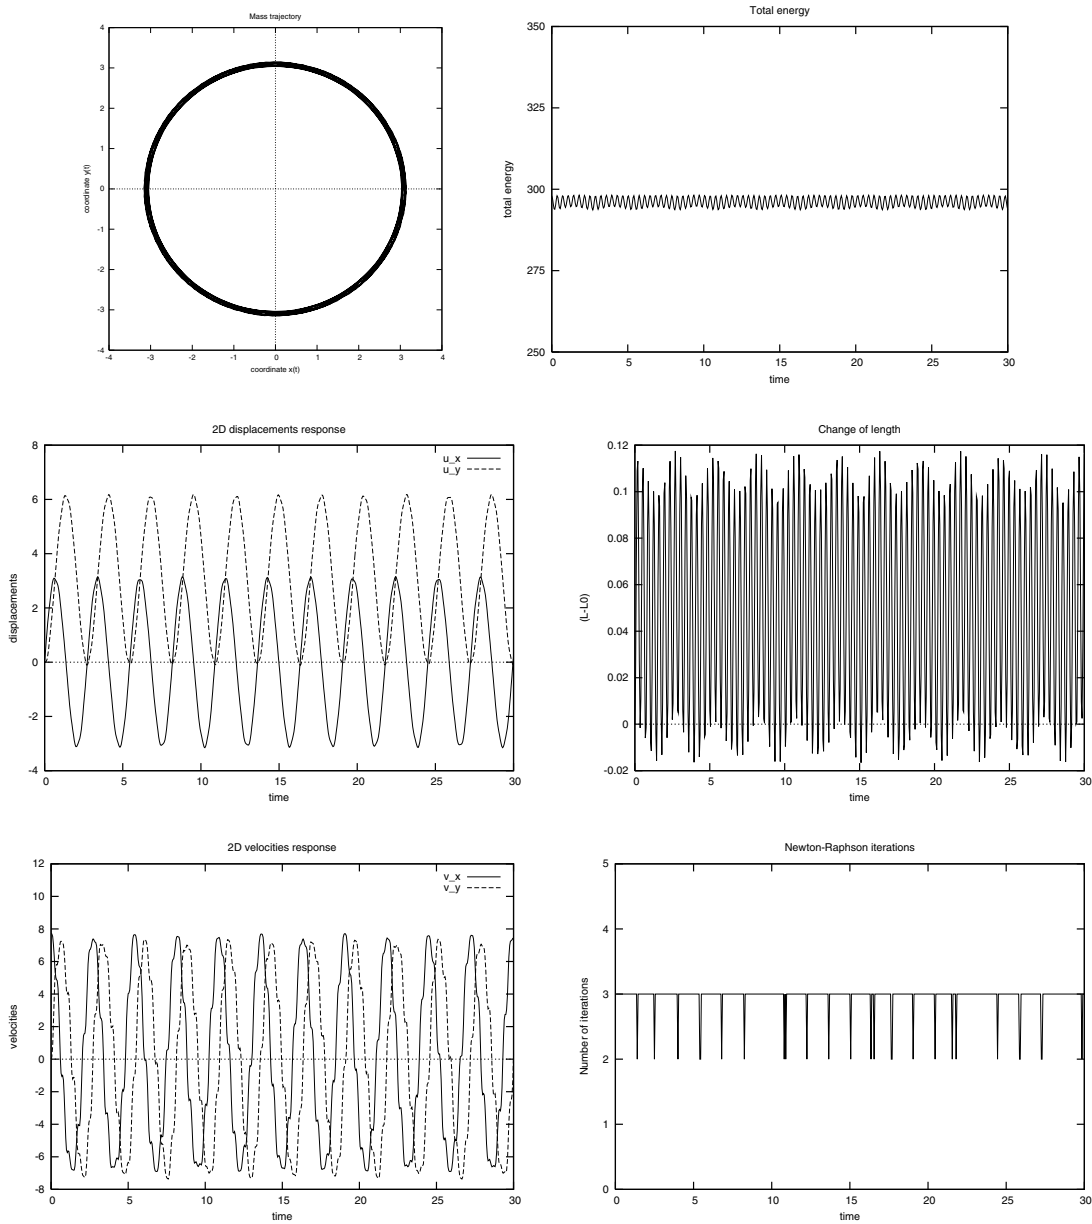 Mass trajectory
4
3
2
1
0
-1
-2
-3
-4
-4 -3 -2 -1 0 1 2 3 4
coordinate y(t)
coordinate x(t)
Total energy
350
325
300
275
250
0 5 10 15 20 25 30
total energy
time
2D displacements response
u_x
u_y
8
6
4
2
0
-2
-4
0 5 10 15 20 25 30
displacements
time
Change of length
0.12
0.1
0.08
0.06
0.04
0.02
0
-0.02
0 5 10 15 20 25 30
(L-L0)
time
2D velocities response
v_x
v_y
12
10
8
6
4
2
0
-2
-4
-6
-8
0 5 10 15 20 25 30
velocities
time
Newton-Raphson iterations
5
4
3
2
1
0
0 5 10 15 20 25 30
Number of iterations
time